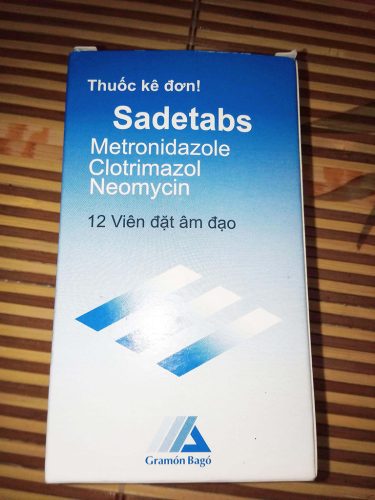 Thuốc kê đơn!
Sadetabs
Metronidazole
Clotrimazol
Neomycin
12 Viên đặt âm đạo
Gramón Bagó